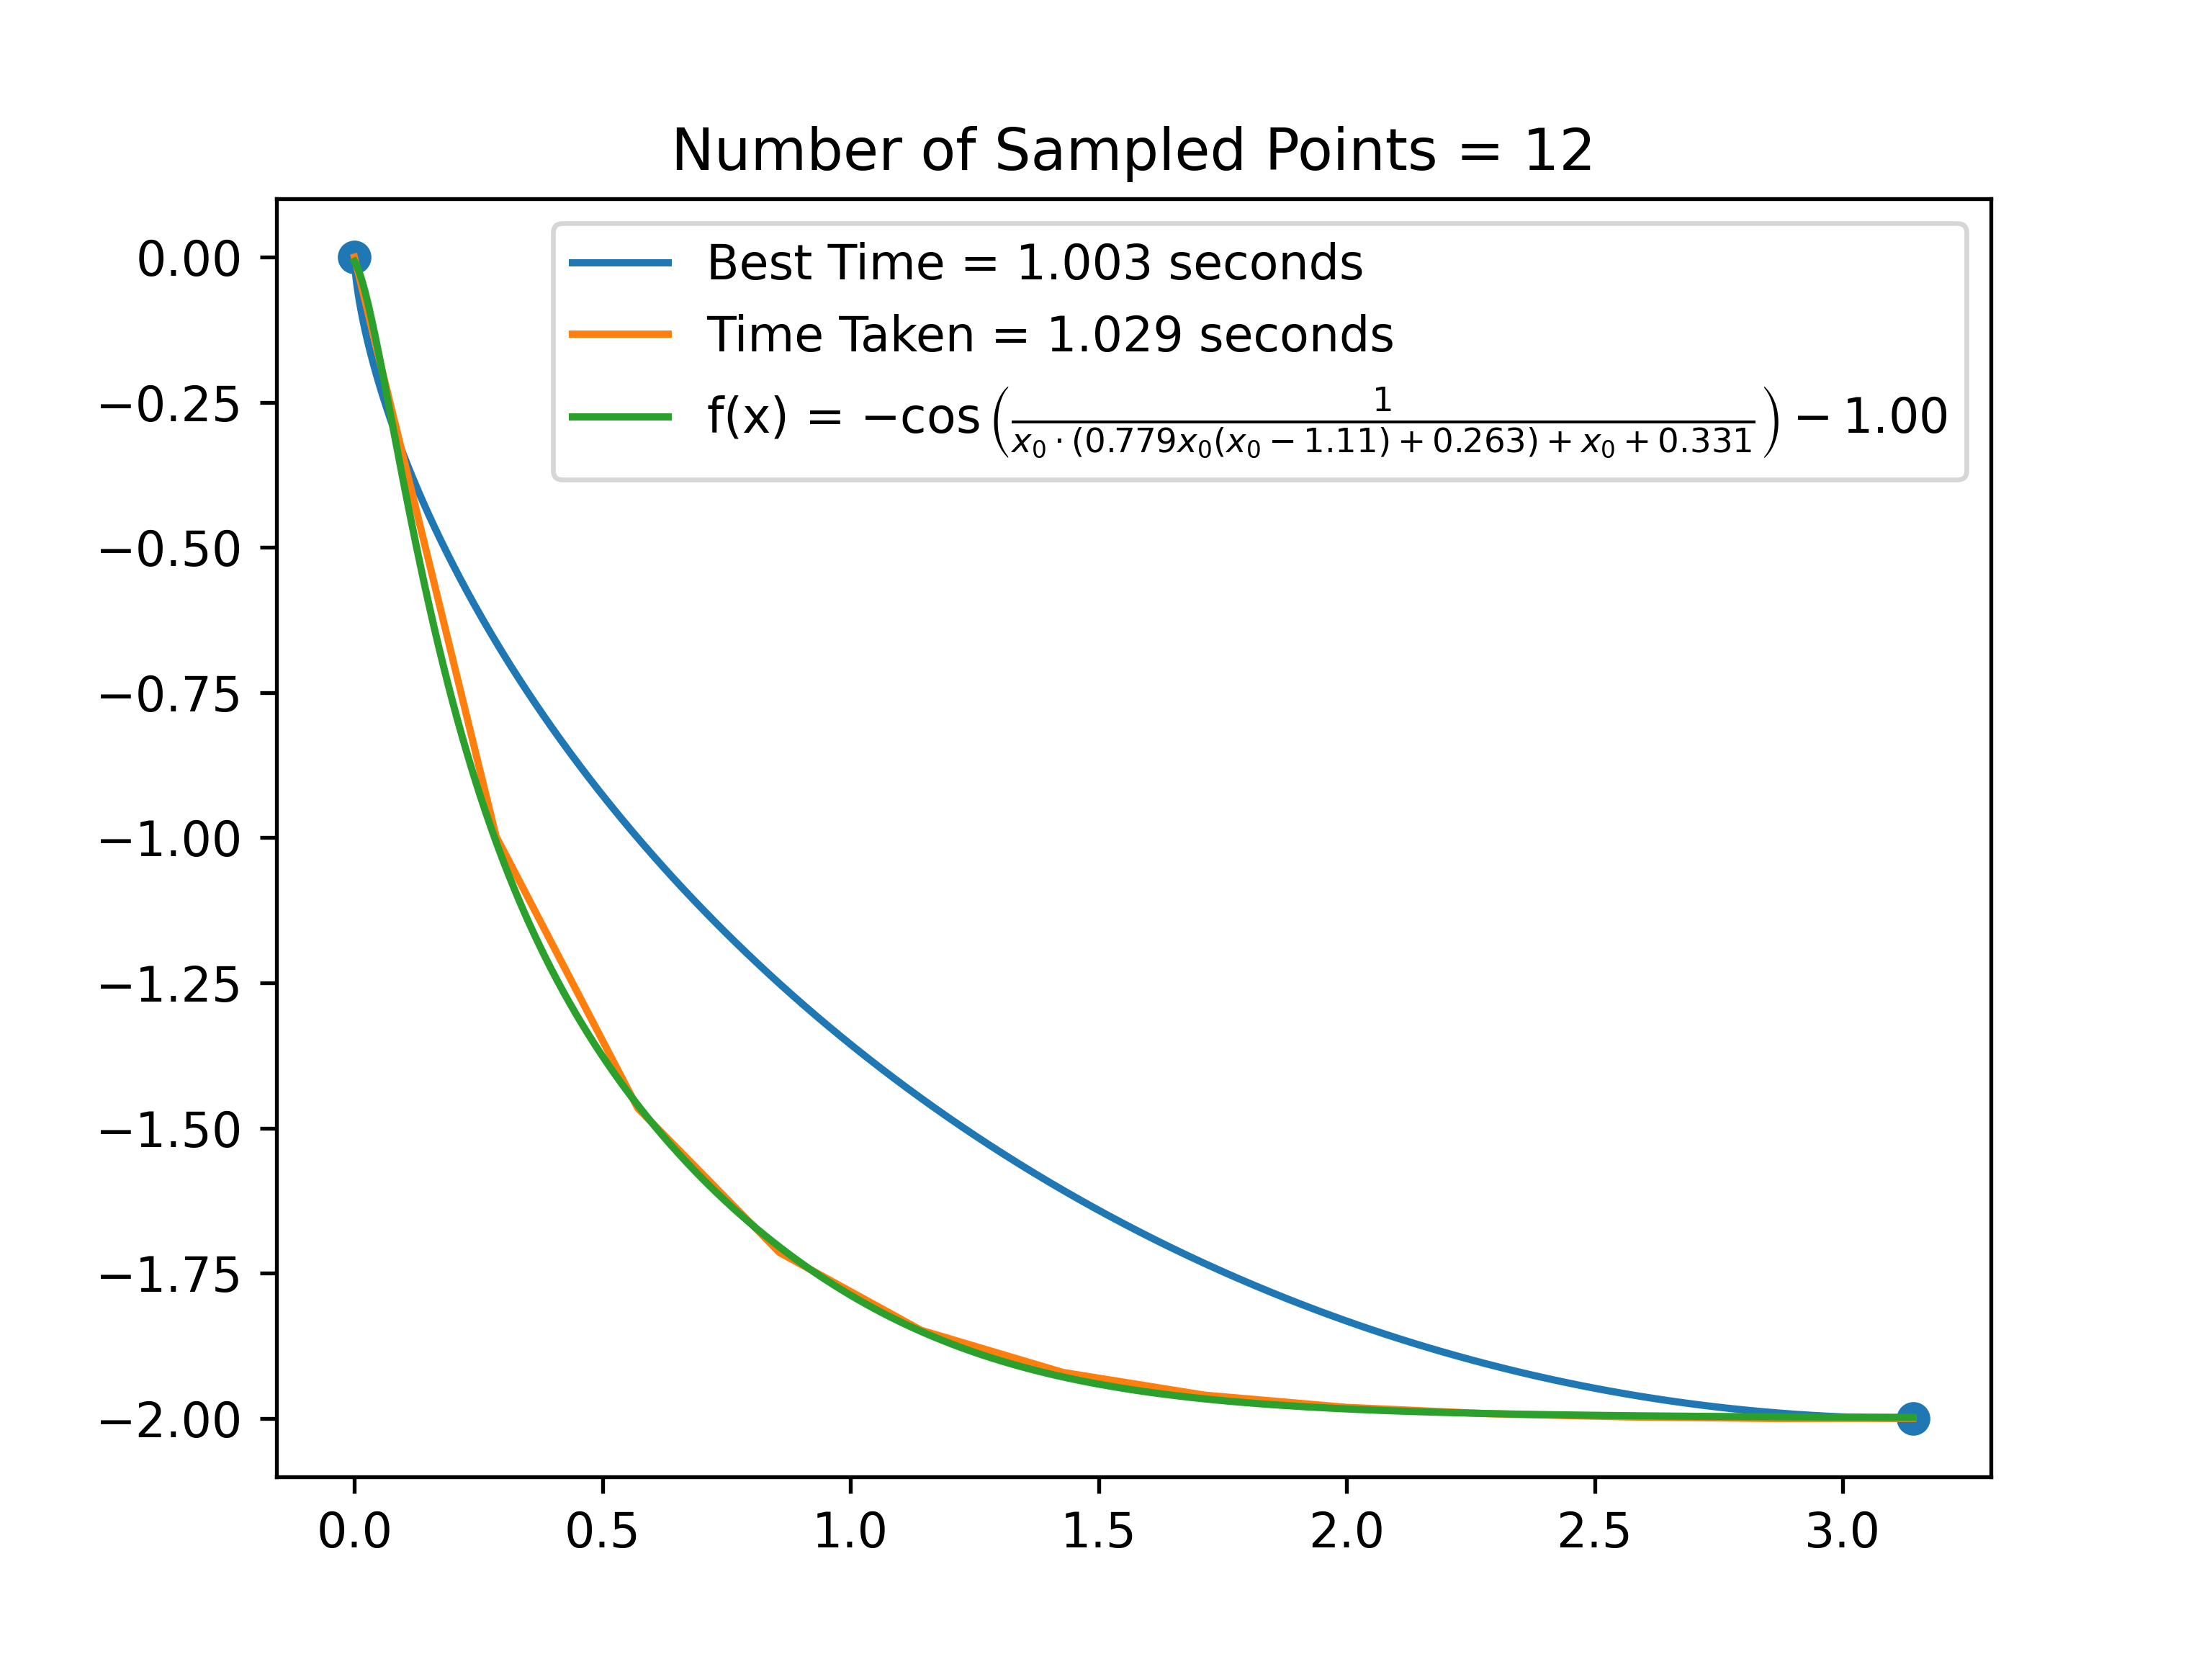 Number of Sampled Points = 12
Best Time = 1.003 seconds
Time Taken = 1.029 seconds
f(x) = −cos(1/(x₀ · (0.779x₀(x₀ − 1.11) + 0.263) + x₀ + 0.331)) − 1.00
0.00
−0.25
−0.50
−0.75
−1.00
−1.25
−1.50
−1.75
−2.00
0.0 0.5 1.0 1.5 2.0 2.5 3.0